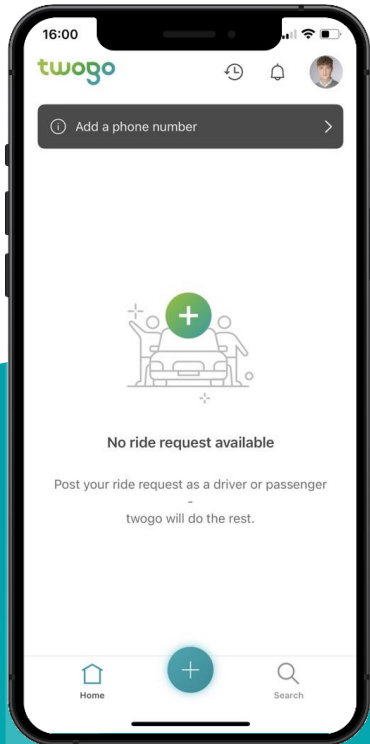 16:00
twogo
Add a phone number
No ride request available
Post your ride request as a driver or passenger
-
twogo will do the rest.
Home
Search